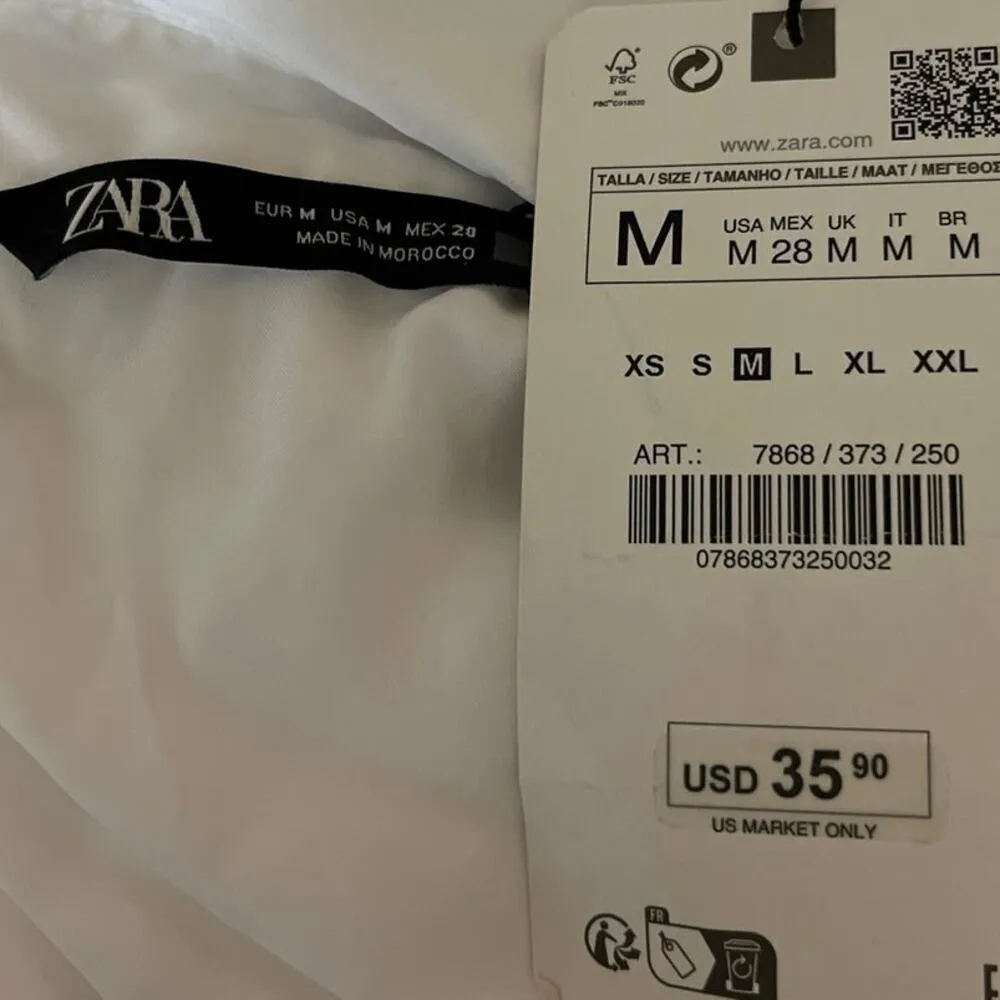 ZARA
EUR M USA M MEX 28
MADE IN MOROCCO
FSC
MIX
®
www.zara.com
TALLA / SIZE / TAMANHO / TAILLE / MAAT / ΜΕΓΕΘΟΣ
M
USA MEX UK IT BR
M 28 M M M
XS S M L XL XXL
ART.: 7868 / 373 / 250
07868373250032
USD 35 90
US MARKET ONLY
FR